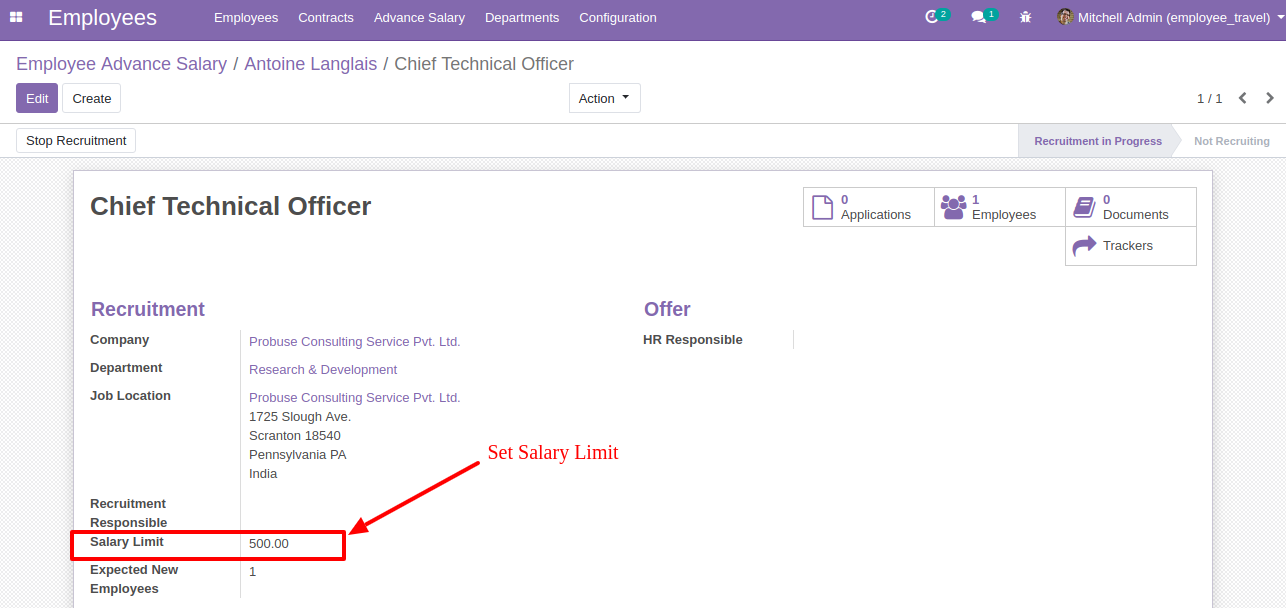 Employees
Employees Contracts Advance Salary Departments Configuration
2 1 Mitchell Admin (employee_travel)
Employee Advance Salary / Antoine Langlais / Chief Technical Officer
Edit Create Action 1 / 1
Stop Recruitment Recruitment in Progress Not Recruiting
Chief Technical Officer
0 Applications
1 Employees
0 Documents
Trackers
Recruitment
Company Probuse Consulting Service Pvt. Ltd.
Department Research & Development
Job Location Probuse Consulting Service Pvt. Ltd.
1725 Slough Ave.
Scranton 18540
Pennsylvania PA
India
Recruitment
Responsible
Salary Limit 500.00
Expected New 1
Employees
Offer
HR Responsible
Set Salary Limit